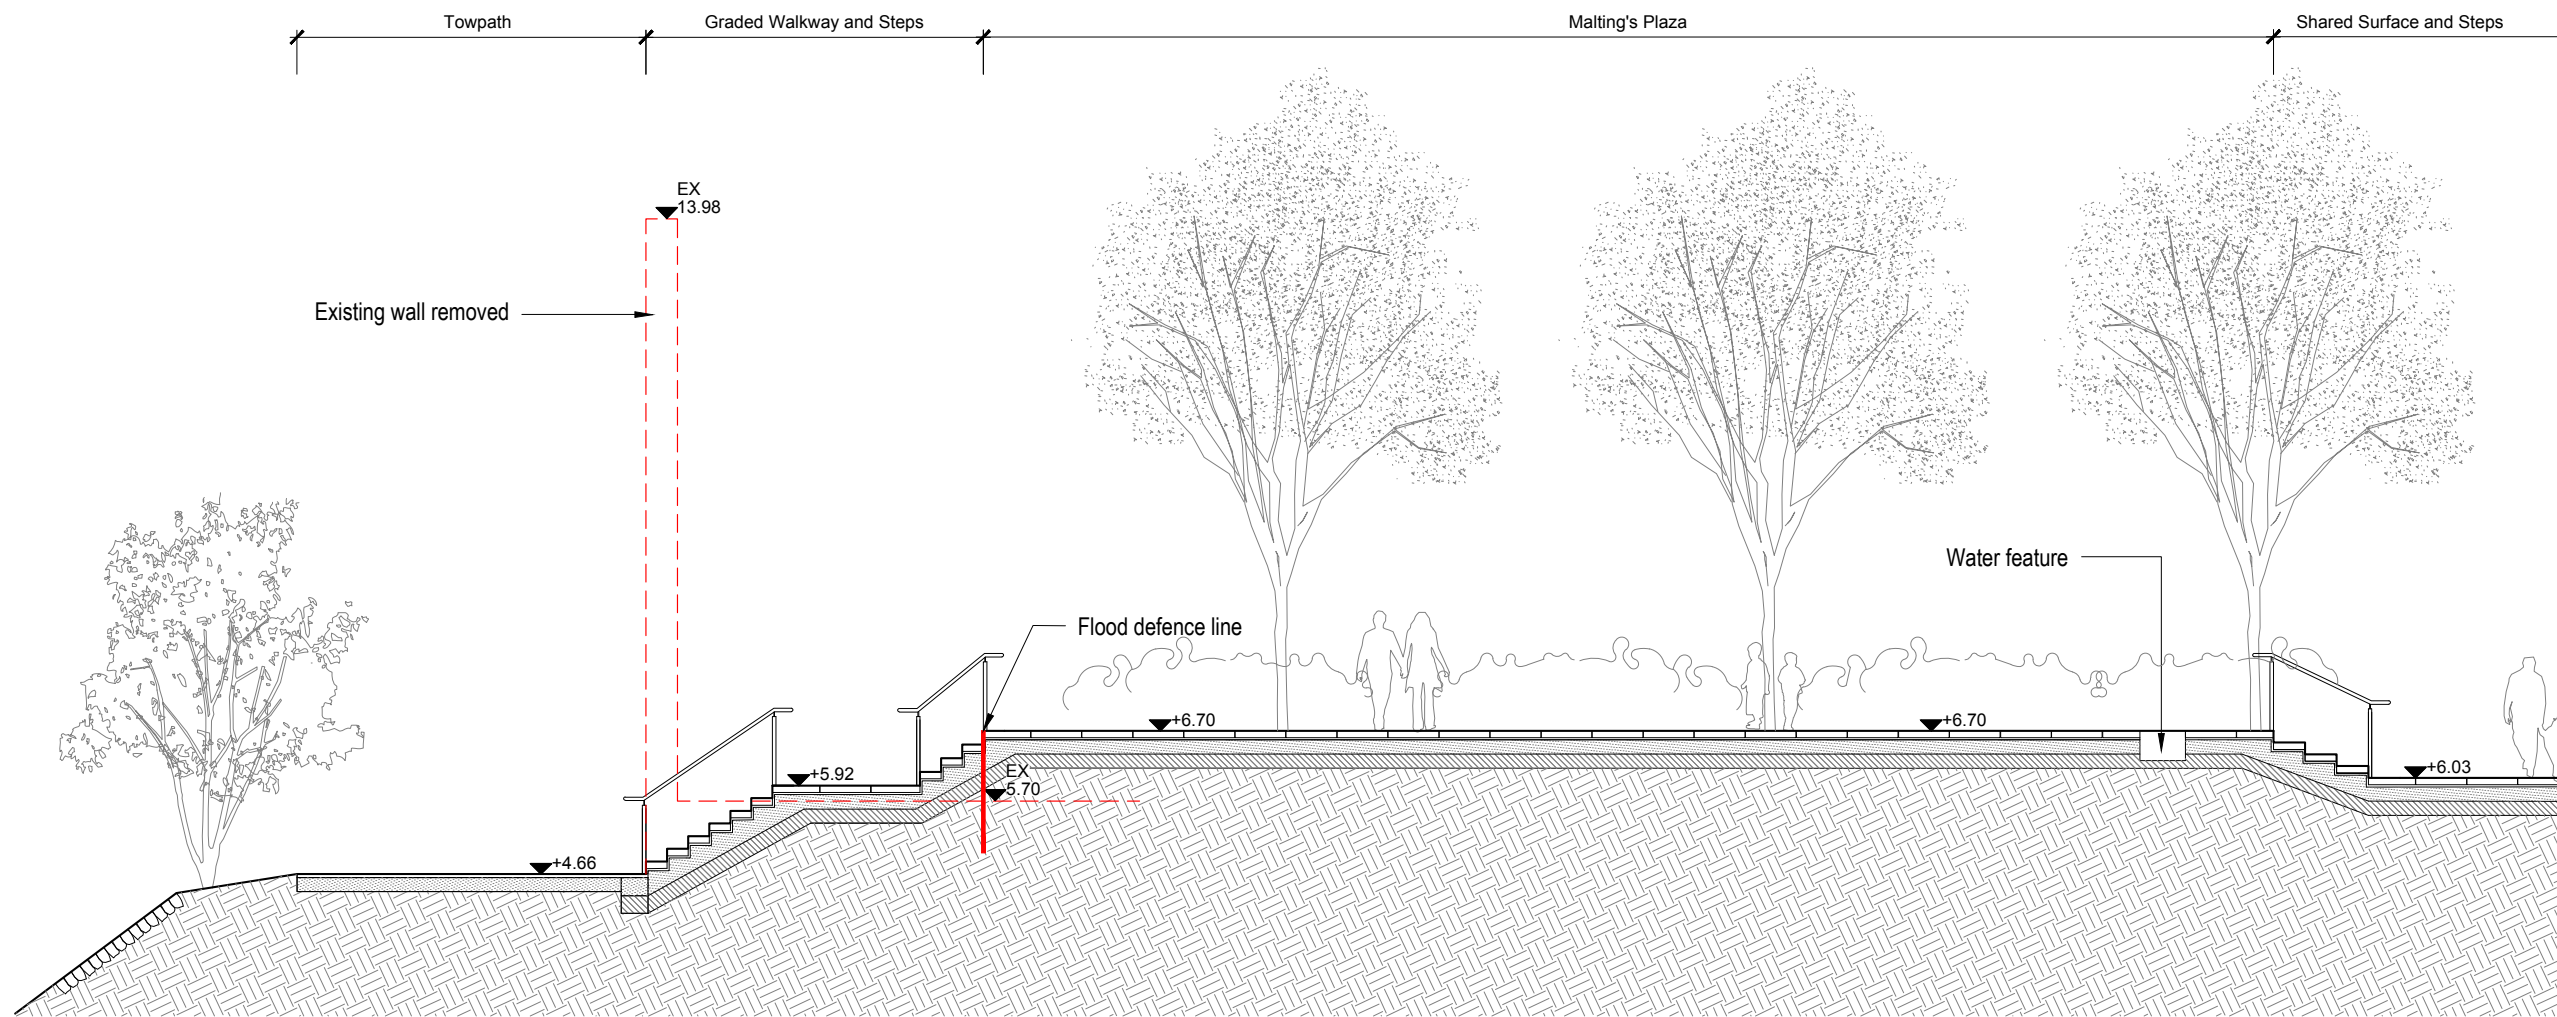 Towpath
Graded Walkway and Steps
Malting's Plaza
Shared Surface and Steps
EX
13.98
Existing wall removed
Water feature
Flood defence line
+6.70
+6.70
+5.92
EX
5.70
+6.03
+4.66